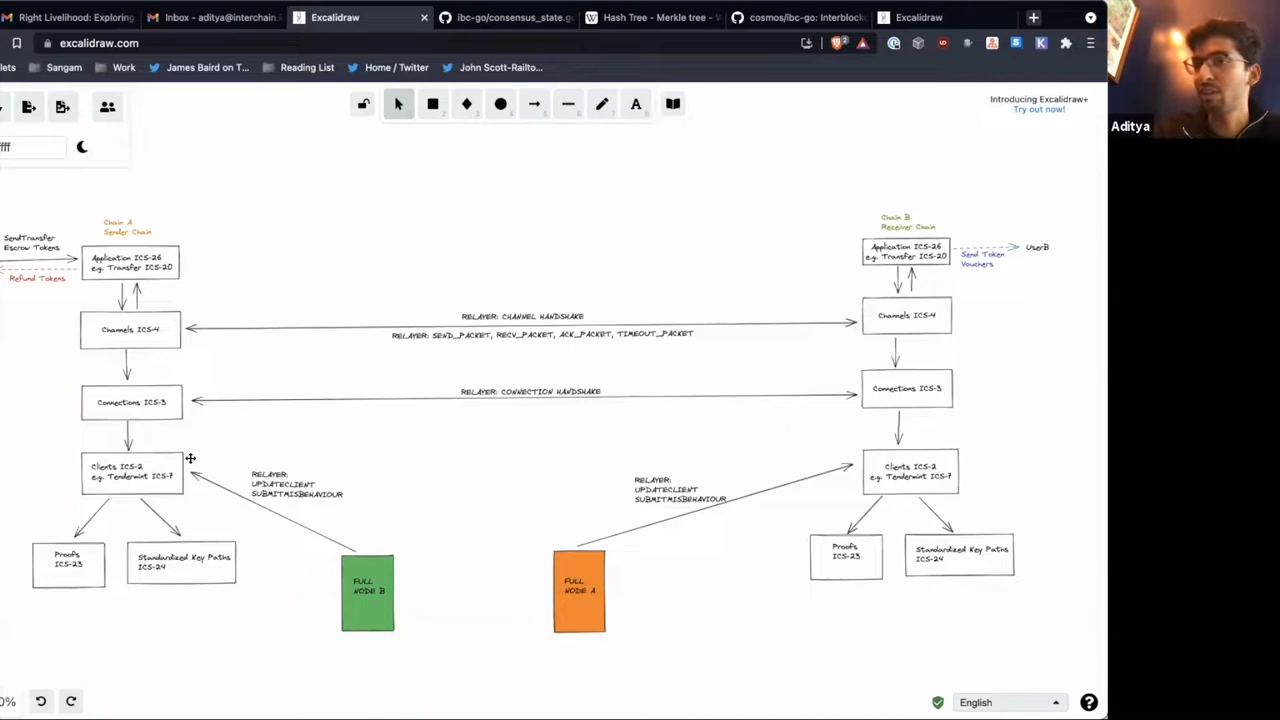 Right Livelihood: Exploring
Inbox - aditya@interchain.
Excalidraw
ibc-go/consensus_state.g
Hash Tree - Merkle tree -
cosmos/ibc-go: Interblock
Excalidraw
excalidraw.com
lets
Sangam
Work
James Baird on T...
Reading List
Home / Twitter
John Scott-Railto...
Introducing Excalidraw+
Try out now!
Aditya
fff
Chain A
Sender Chain
Chain B
Receiver Chain
SendTransfer
Escrow Tokens
Refund Tokens
Application ICS-26
e.g. Transfer ICS-20
Application ICS-26
e.g. Transfer ICS-20
Send Token
Vouchers
UserB
Channels ICS-4
RELAYER: CHANNEL HANDSHAKE
RELAYER: SEND_PACKET, RECV_PACKET, ACK_PACKET, TIMEOUT_PACKET
Channels ICS-4
Connections ICS-3
RELAYER: CONNECTION HANDSHAKE
Connections ICS-3
Clients ICS-2
e.g. Tendermint ICS-7
RELAYER:
UPDATECLIENT
SUBMITMISBEHAVIOUR
RELAYER:
UPDATECLIENT
SUBMITMISBEHAVIOUR
Clients ICS-2
e.g. Tendermint ICS-7
Proofs
ICS-23
Standardized Key Paths
ICS-24
FULL
NODE B
FULL
NODE A
Proofs
ICS-23
Standardized Key Paths
ICS-24
0%
English